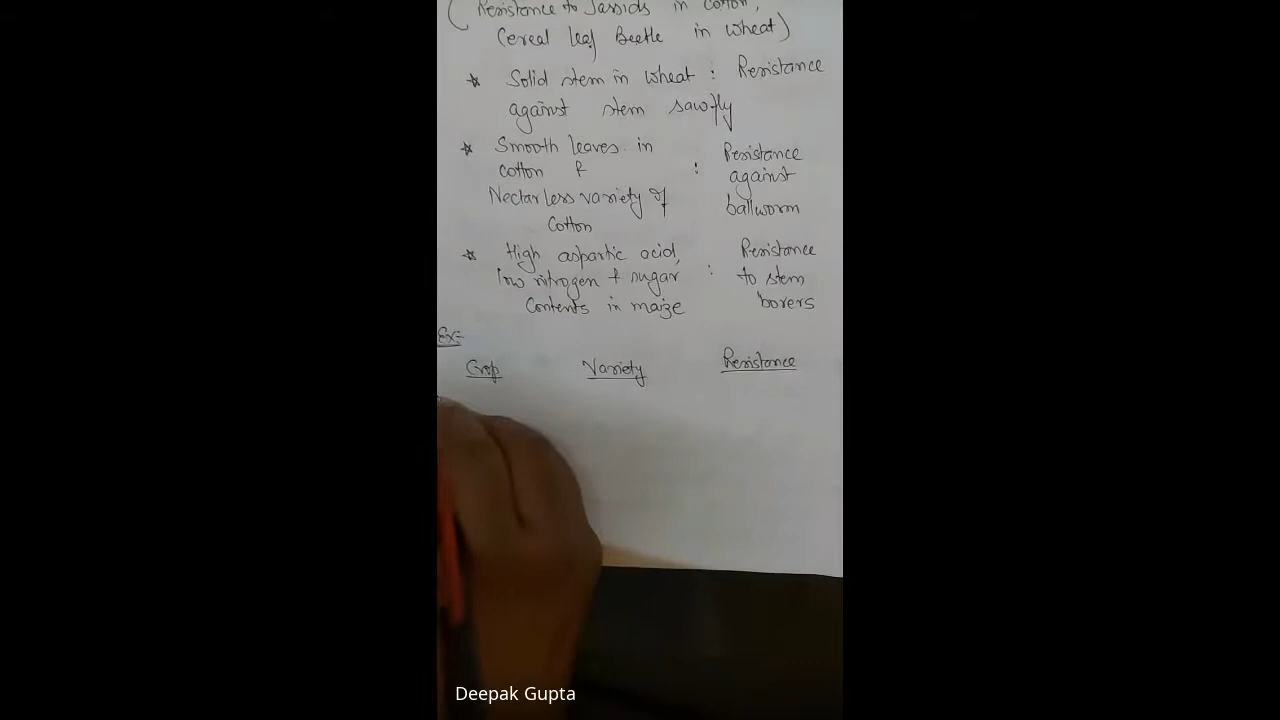 (Resistance to Jassids in Cotton,
Cereal leaf Beetle in wheat)
☆ Solid stem in wheat : Resistance
against stem sawfly
☆ Smooth leaves in
cotton &
Nectarless variety of
Cotton
: Resistance
against
ballworm
☆ High aspartic acid,
low nitrogen + sugar
Contents in maize
: Resistance
to stem
borers
Ex-
Crop Variety Resistance
Deepak Gupta